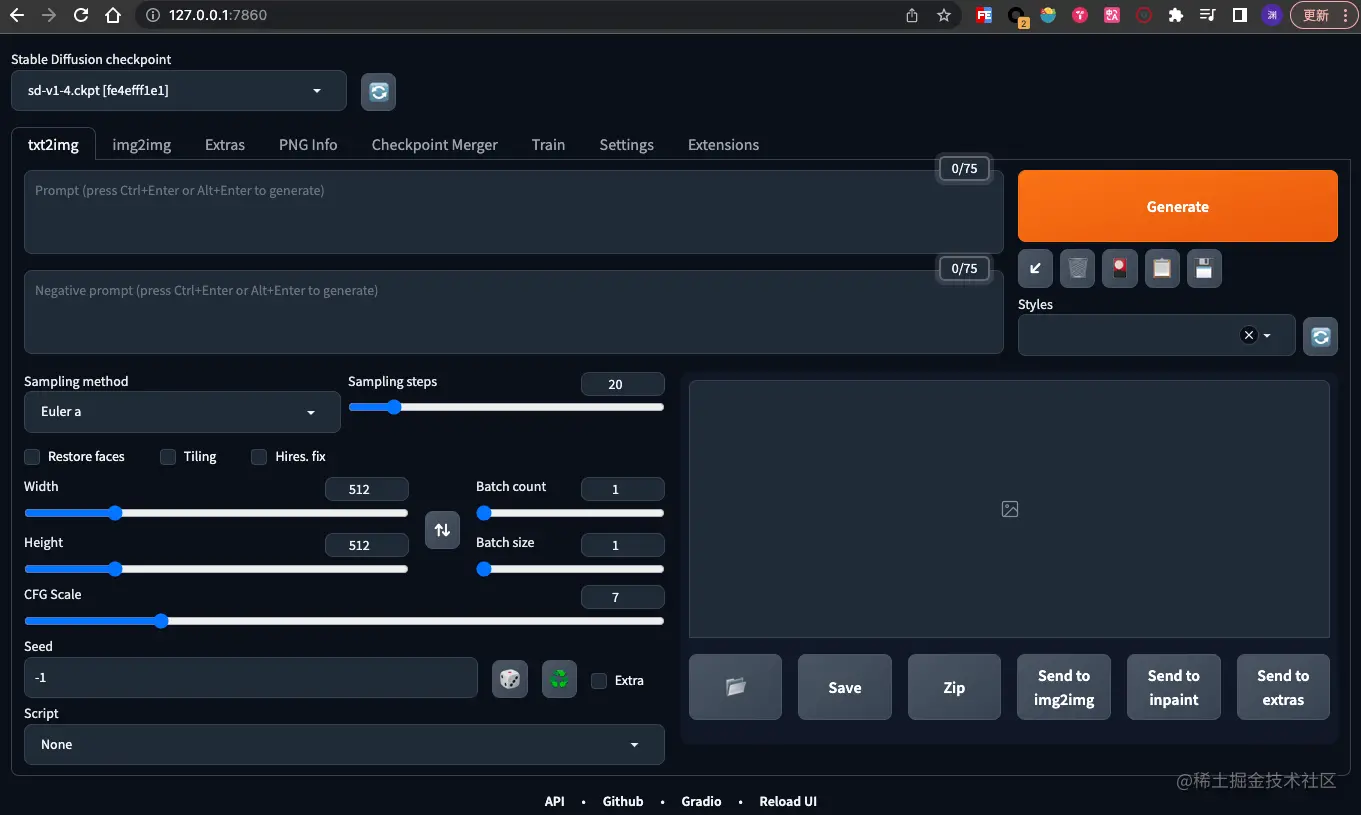 127.0.0.1:7860
FE
2
渊
更新
Stable Diffusion checkpoint
sd-v1-4.ckpt [fe4efff1e1]
txt2img img2img Extras PNG Info Checkpoint Merger Train Settings Extensions
0/75
Prompt (press Ctrl+Enter or Alt+Enter to generate)
Generate
0/75
Negative prompt (press Ctrl+Enter or Alt+Enter to generate)
Styles
Sampling method Sampling steps 20
Euler a
Restore faces Tiling Hires. fix
Width 512 Batch count 1
Height 512 Batch size 1
CFG Scale 7
Seed
-1 Extra
Save Zip Send to img2img Send to inpaint Send to extras
Script
None
@稀土掘金技术社区
API • Github • Gradio • Reload UI